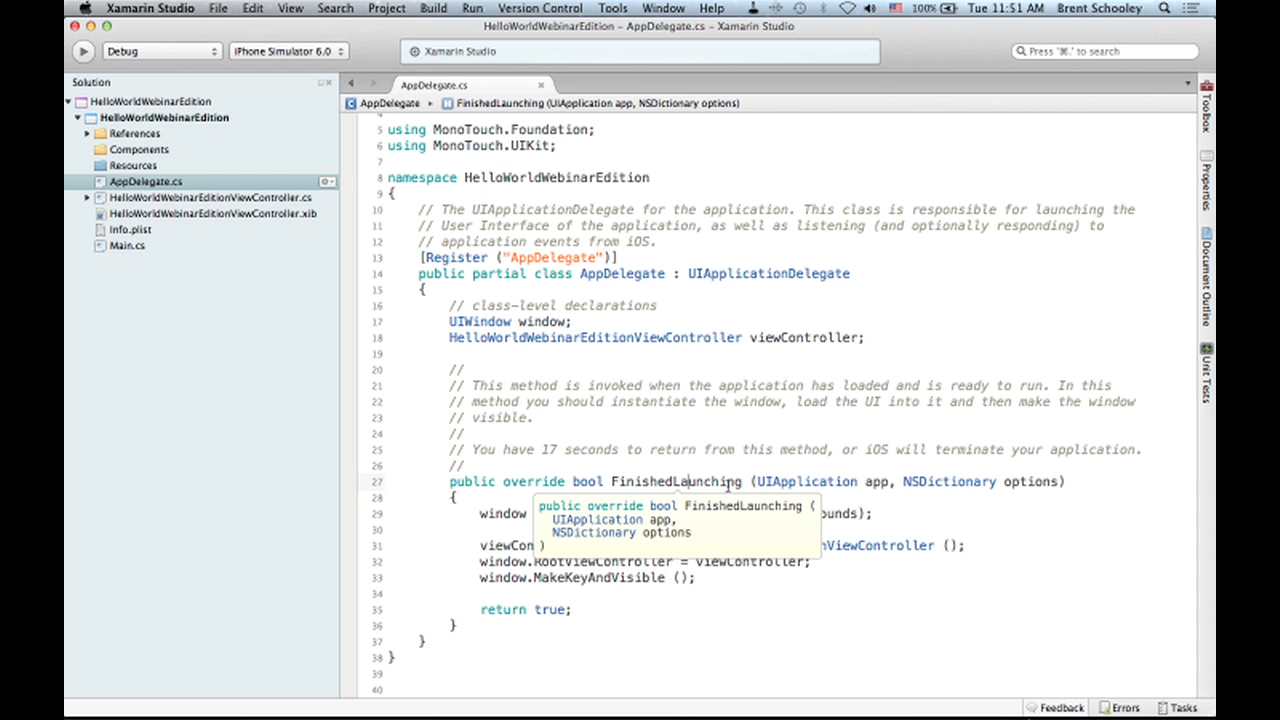 Xamarin Studio File Edit View Search Project Build Run Version Control Tools Window Help 100% Tue 11:51 AM Brent Schooley
HelloWorldWebinarEdition – AppDelegate.cs – Xamarin Studio
Debug iPhone Simulator 6.0 Xamarin Studio Press '⌘.' to search
Solution
HelloWorldWebinarEdition
HelloWorldWebinarEdition
References
Components
Resources
AppDelegate.cs
HelloWorldWebinarEditionViewController.cs
HelloWorldWebinarEditionViewController.xib
Info.plist
Main.cs
AppDelegate.cs
AppDelegate FinishedLaunching (UIApplication app, NSDictionary options)
4
5 using MonoTouch.Foundation;
6 using MonoTouch.UIKit;
7
8 namespace HelloWorldWebinarEdition
9 {
10 // The UIApplicationDelegate for the application. This class is responsible for launching the
11 // User Interface of the application, as well as listening (and optionally responding) to
12 // application events from iOS.
13 [Register ("AppDelegate")]
14 public partial class AppDelegate : UIApplicationDelegate
15 {
16 // class-level declarations
17 UIWindow window;
18 HelloWorldWebinarEditionViewController viewController;
19
20 //
21 // This method is invoked when the application has loaded and is ready to run. In this
22 // method you should instantiate the window, load the UI into it and then make the window
23 // visible.
24 //
25 // You have 17 seconds to return from this method, or iOS will terminate your application.
26 //
27 public override bool FinishedLaunching (UIApplication app, NSDictionary options)
28 {
29 window ounds);
public override bool FinishedLaunching (
UIApplication app,
NSDictionary options
)
31 viewCon nViewController ();
32 window.RootViewController = viewController;
33 window.MakeKeyAndVisible ();
34
35 return true;
36 }
37 }
38 }
39
40
Toolbox
Properties
Document Outline
Unit Tests
Feedback Errors Tasks